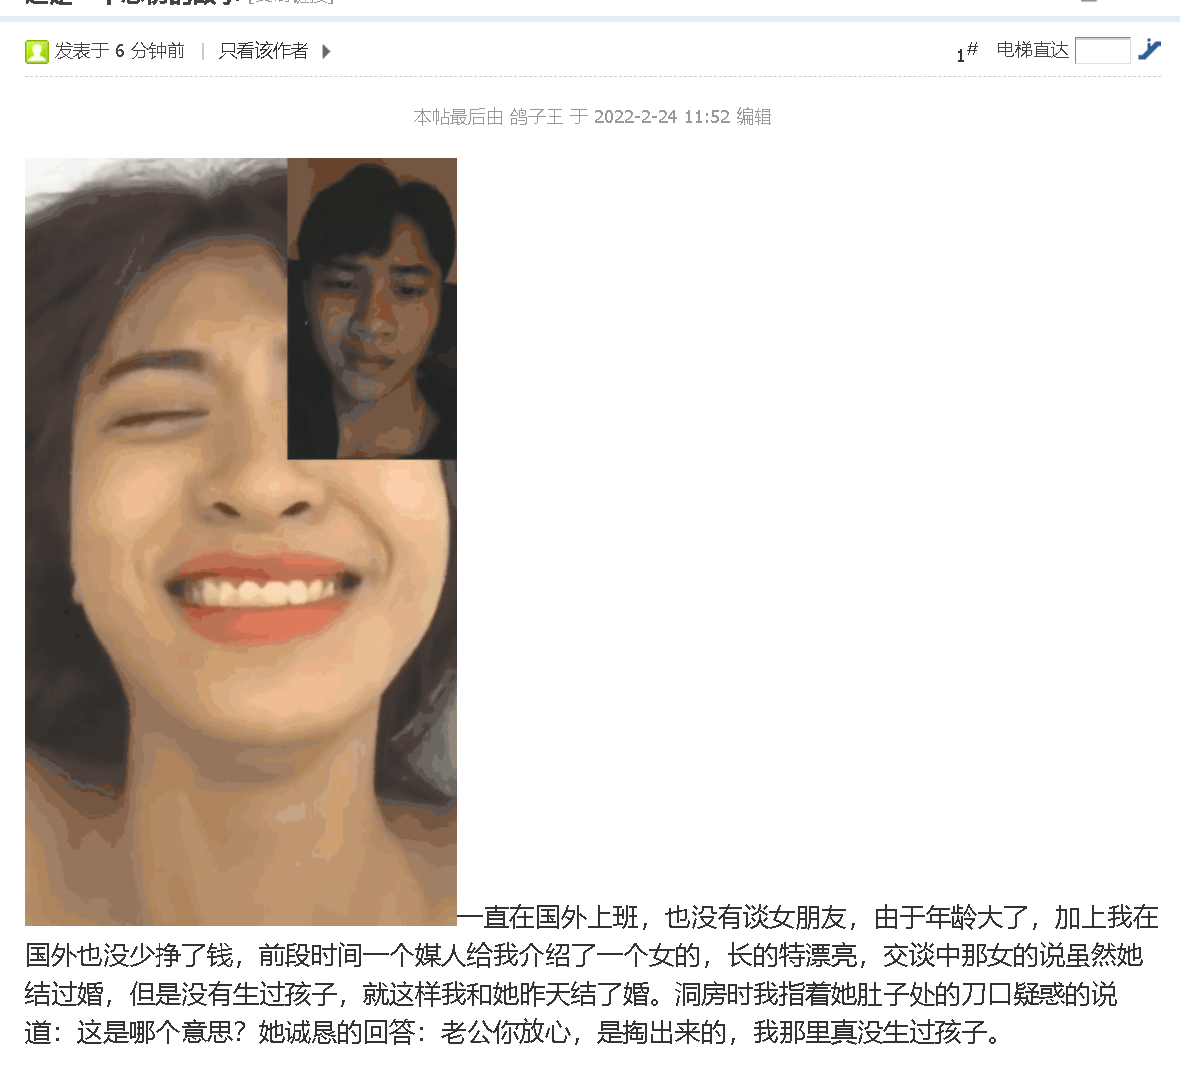 发表于 6 分钟前 | 只看该作者
1# 电梯直达
本帖最后由 鸽子王 于 2022-2-24 11:52 编辑
一直在国外上班，也没有谈女朋友，由于年龄大了，加上我在
国外也没少挣了钱，前段时间一个媒人给我介绍了一个女的，长的特漂亮，交谈中那女的说虽然她
结过婚，但是没有生过孩子，就这样我和她昨天结了婚。洞房时我指着她肚子处的刀口疑惑的说
道：这是哪个意思？她诚恳的回答：老公你放心，是掏出来的，我那里真没生过孩子。